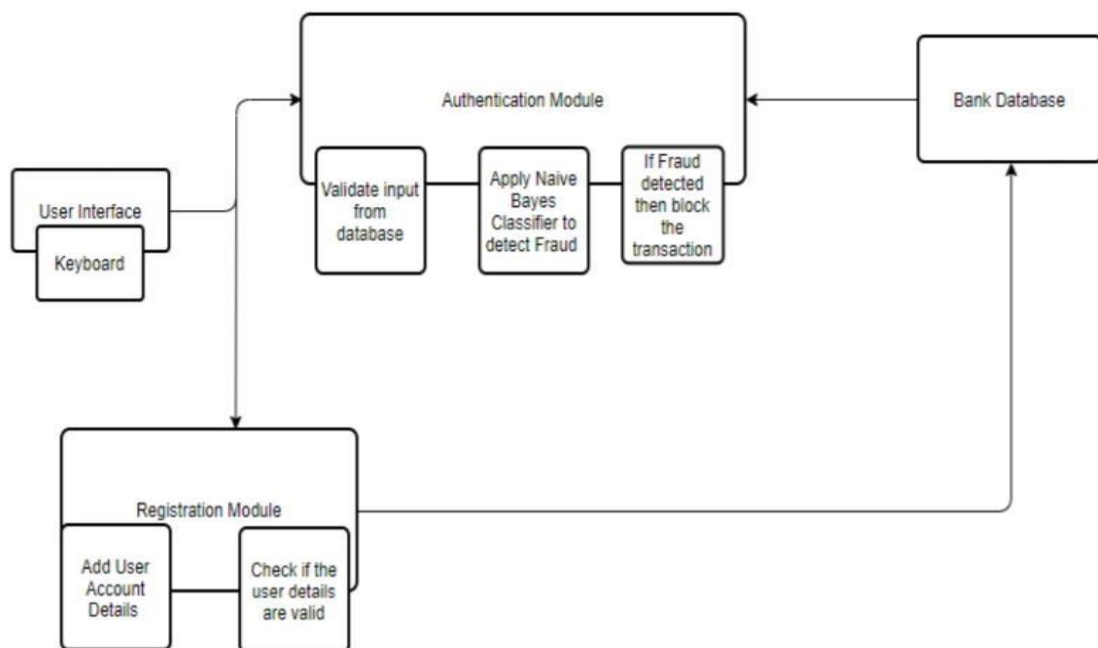 Authentication Module
Bank Database
Validate input
from
database
Apply Naive
Bayes
Classifier to
detect Fraud
If Fraud
detected
then block
the
transaction
User Interface
Keyboard
Registration Module
Add User
Account
Details
Check if the
user details
are valid